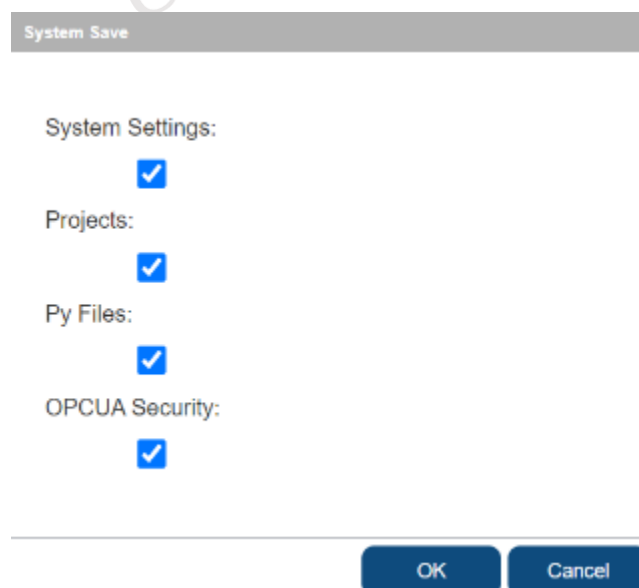 System Save
System Settings:
Projects:
Py Files:
OPCUA Security:
OK Cancel